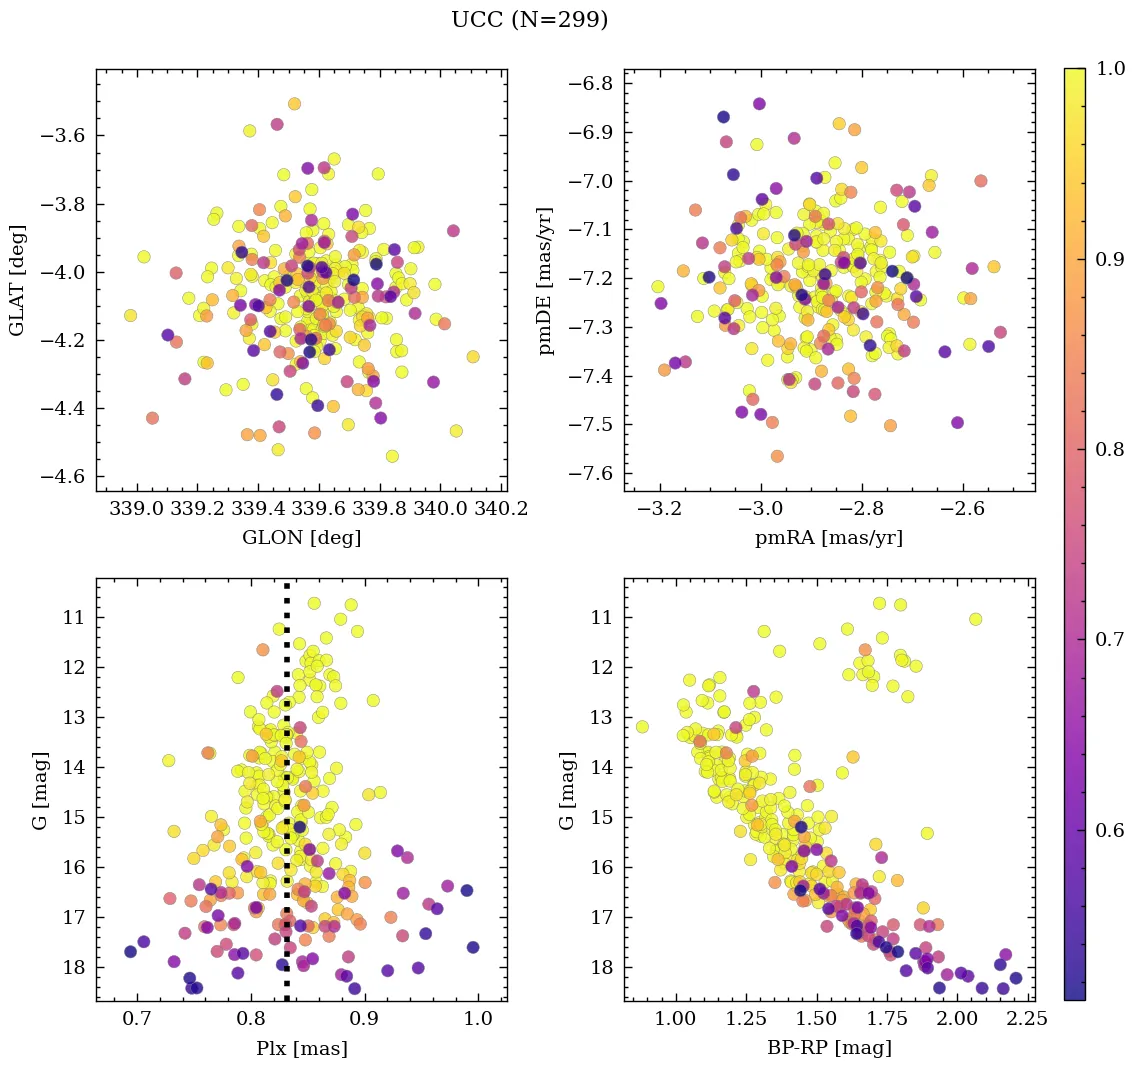 UCC (N=299)
−3.6
−3.8
−4.0
−4.2
−4.4
−4.6
GLAT [deg]
339.0 339.2 339.4 339.6 339.8 340.0 340.2
GLON [deg]
−6.8
−6.9
−7.0
−7.1
−7.2
−7.3
−7.4
−7.5
−7.6
pmDE [mas/yr]
−3.2 −3.0 −2.8 −2.6
pmRA [mas/yr]
1.0
0.9
0.8
0.7
0.6
11
12
13
14
15
16
17
18
G [mag]
0.7 0.8 0.9 1.0
Plx [mas]
11
12
13
14
15
16
17
18
G [mag]
1.00 1.25 1.50 1.75 2.00 2.25
BP-RP [mag]